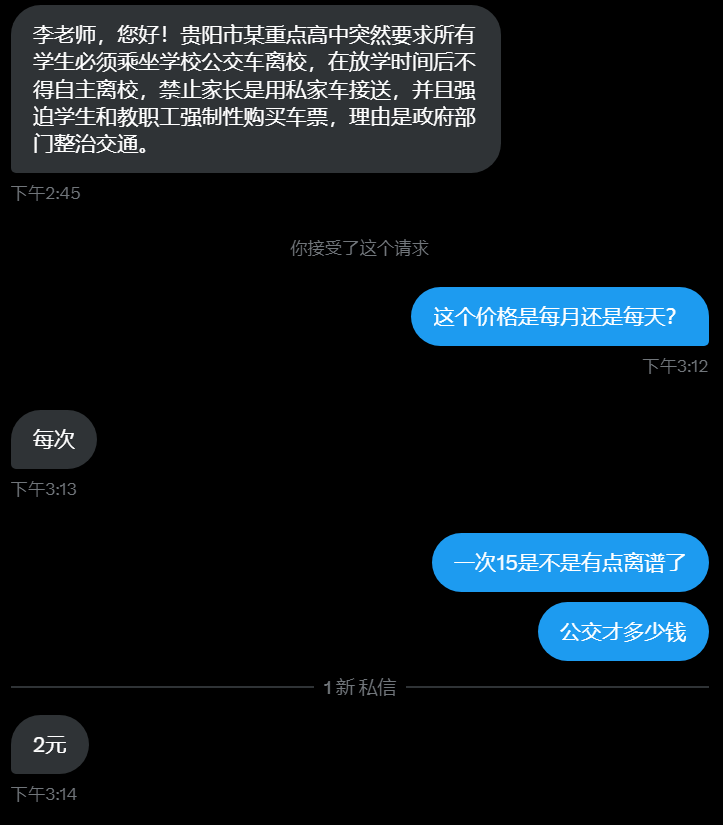 李老师，您好！贵阳市某重点高中突然要求所有
学生必须乘坐学校公交车离校，在放学时间后不
得自主离校，禁止家长是用私家车接送，并且强
迫学生和教职工强制性购买车票，理由是政府部
门整治交通。
下午2:45
你接受了这个请求
这个价格是每月还是每天？
下午3:12
每次
下午3:13
一次15是不是有点离谱了
公交才多少钱
1 新 私信
2元
下午3:14